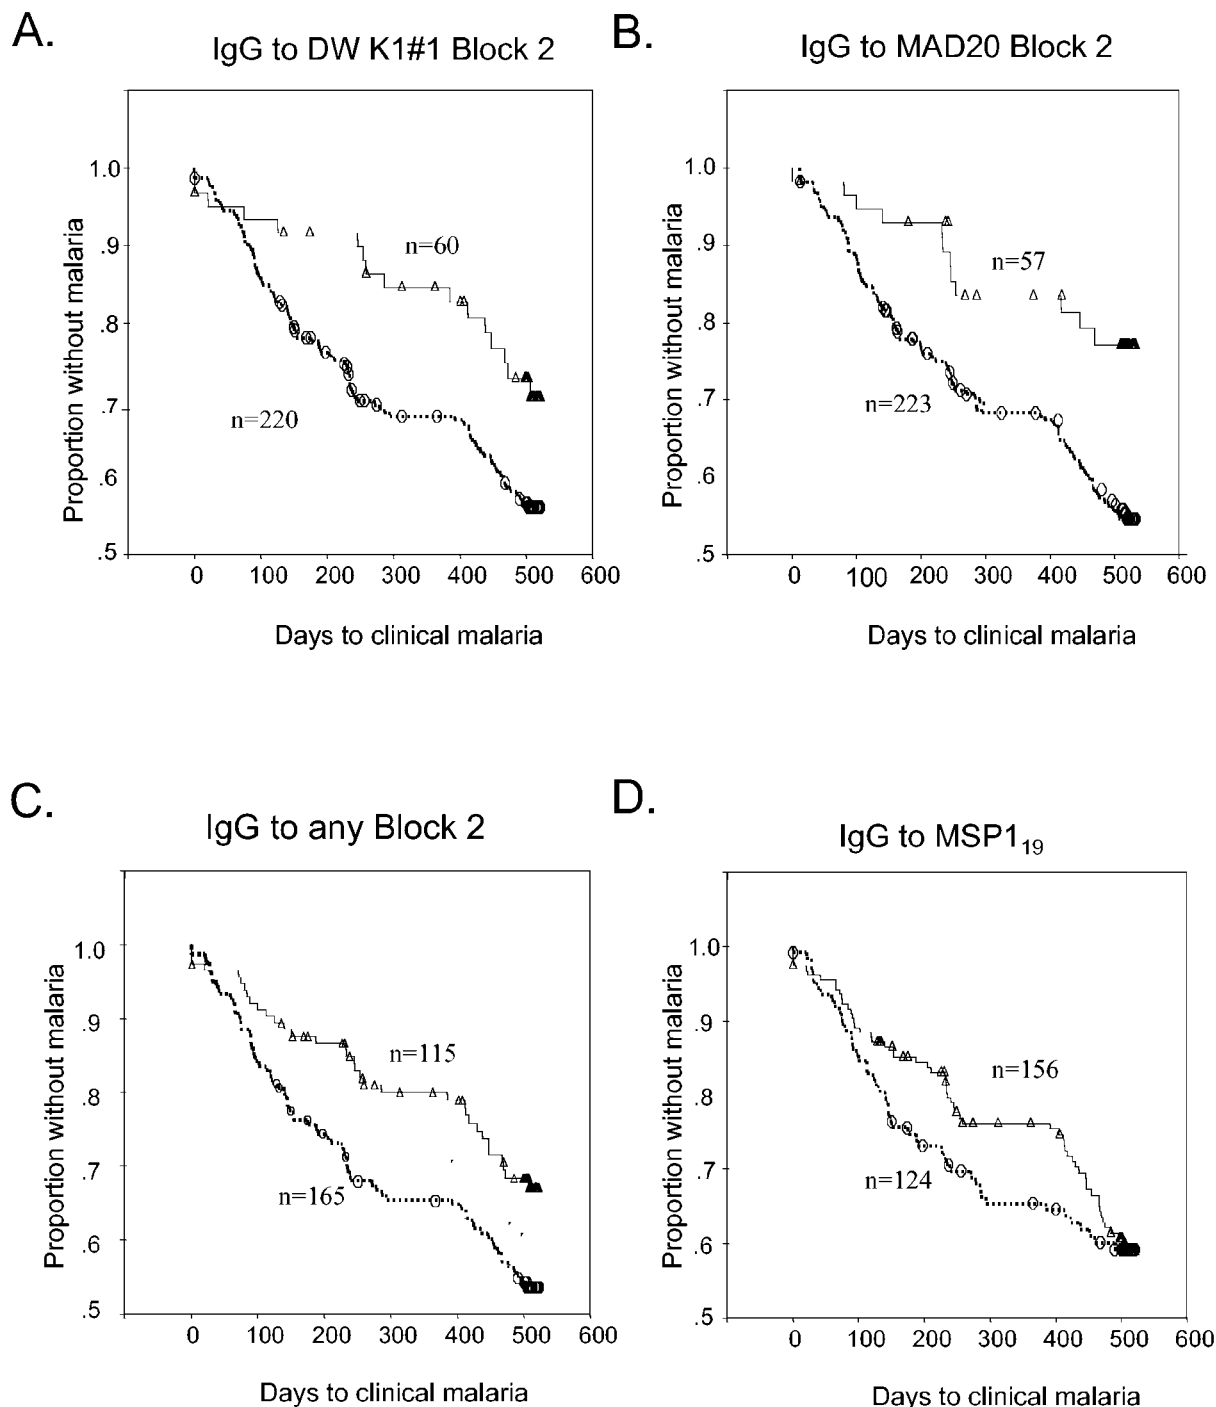 A.
IgG to DW K1#1 Block 2
Proportion without malaria
1.0
.9
.8
.7
.6
.5
n=60
n=220
0 100 200 300 400 500 600
Days to clinical malaria
B.
IgG to MAD20 Block 2
Proportion without malaria
1.0
.9
.8
.7
.6
.5
n=57
n=223
0 100 200 300 400 500 600
Days to clinical malaria
C.
IgG to any Block 2
Proportion without malaria
1.0
.9
.8
.7
.6
.5
n=115
n=165
0 100 200 300 400 500 600
Days to clinical malaria
D.
IgG to MSP1₁₉
Proportion without malaria
1.0
.9
.8
.7
.6
.5
n=156
n=124
0 100 200 300 400 500 600
Days to clinical malaria